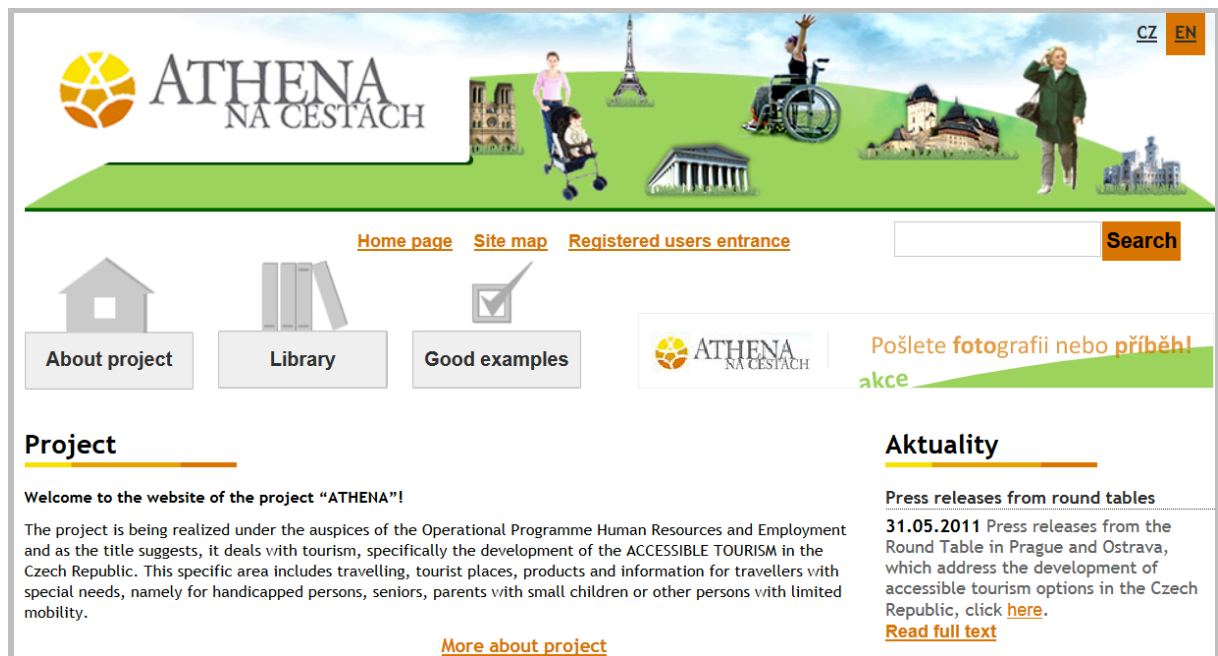 CZ EN
ATHENA
NA CESTÁCH
Home page Site map Registered users entrance
Search
About project
Library
Good examples
ATHENA
NA CESTÁCH
Pošlete fotografii nebo příběh!
akce
Project
Welcome to the website of the project “ATHENA”!
The project is being realized under the auspices of the Operational Programme Human Resources and Employment
and as the title suggests, it deals with tourism, specifically the development of the ACCESSIBLE TOURISM in the
Czech Republic. This specific area includes travelling, tourist places, products and information for travellers with
special needs, namely for handicapped persons, seniors, parents with small children or other persons with limited
mobility.
More about project
Aktuality
Press releases from round tables
31.05.2011 Press releases from the
Round Table in Prague and Ostrava,
which address the development of
accessible tourism options in the Czech
Republic, click here.
Read full text